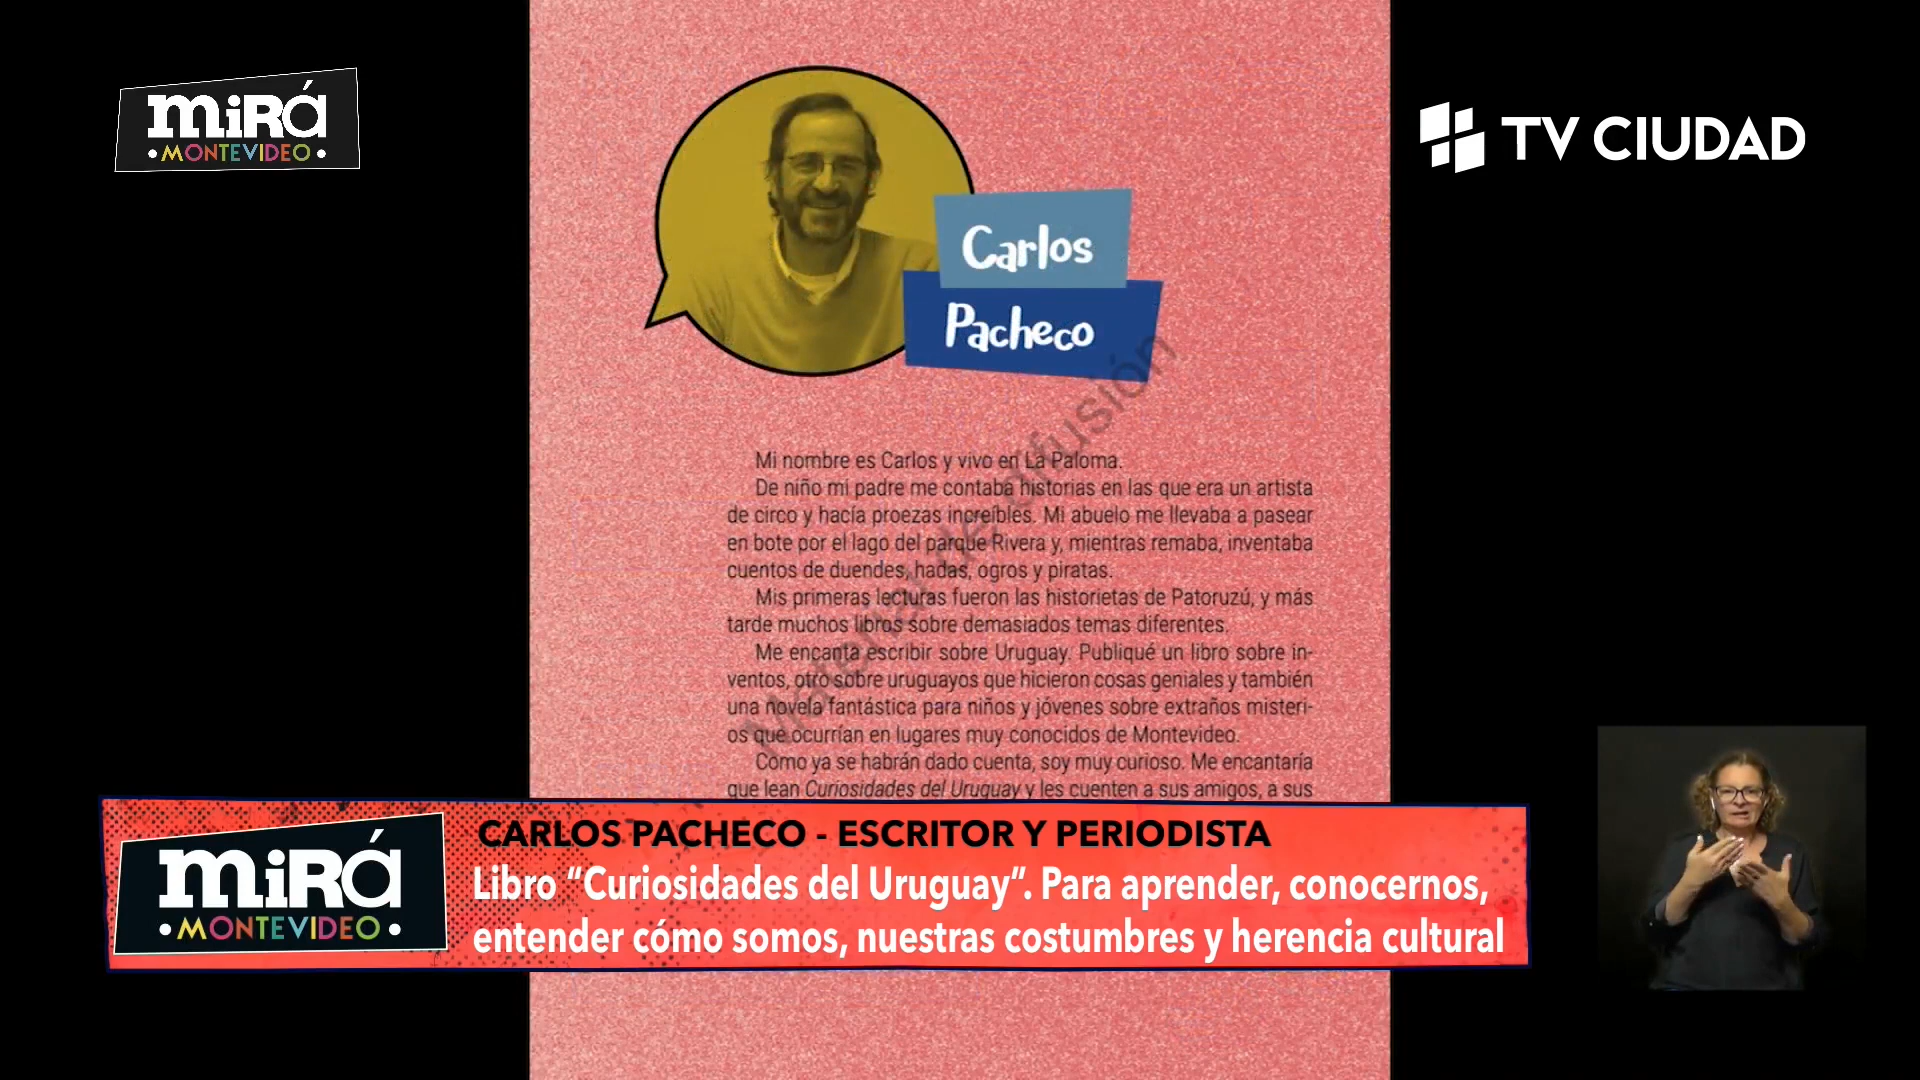 miRá
•MONTEVIDEO•
TV CIUDAD
Carlos
Pacheco
Material de difusión
Mi nombre es Carlos y vivo en La Paloma.
De niño mi padre me contaba historias en las que era un artista
de circo y hacía proezas increíbles. Mi abuelo me llevaba a pasear
en bote por el lago del parque Rivera y, mientras remaba, inventaba
cuentos de duendes, hadas, ogros y piratas.
Mis primeras lecturas fueron las historietas de Patoruzú, y más
tarde muchos libros sobre demasiados temas diferentes.
Me encanta escribir sobre Uruguay. Publiqué un libro sobre in-
ventos, otro sobre uruguayos que hicieron cosas geniales y también
una novela fantástica para niños y jóvenes sobre extraños misteri-
os que ocurrían en lugares muy conocidos de Montevideo.
Como ya se habrán dado cuenta, soy muy curioso. Me encantaría
que lean Curiosidades del Uruguay y les cuenten a sus amigos, a sus
miRá
•MONTEVIDEO•
CARLOS PACHECO - ESCRITOR Y PERIODISTA
Libro “Curiosidades del Uruguay”. Para aprender, conocernos,
entender cómo somos, nuestras costumbres y herencia cultural